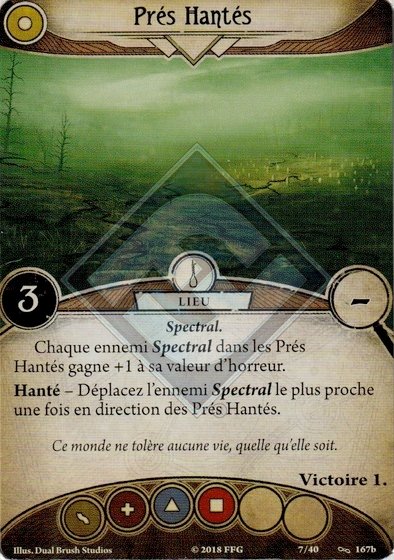 Prés Hantés
3
LIEU
-
Spectral.
Chaque ennemi Spectral dans les Prés
Hantés gagne +1 à sa valeur d'horreur.
Hanté – Déplacez l'ennemi Spectral le plus proche
une fois en direction des Prés Hantés.
Ce monde ne tolère aucune vie, quelle qu'elle soit.
Victoire 1.
Illus. Dual Brush Studios © 2018 FFG 7/40 167b